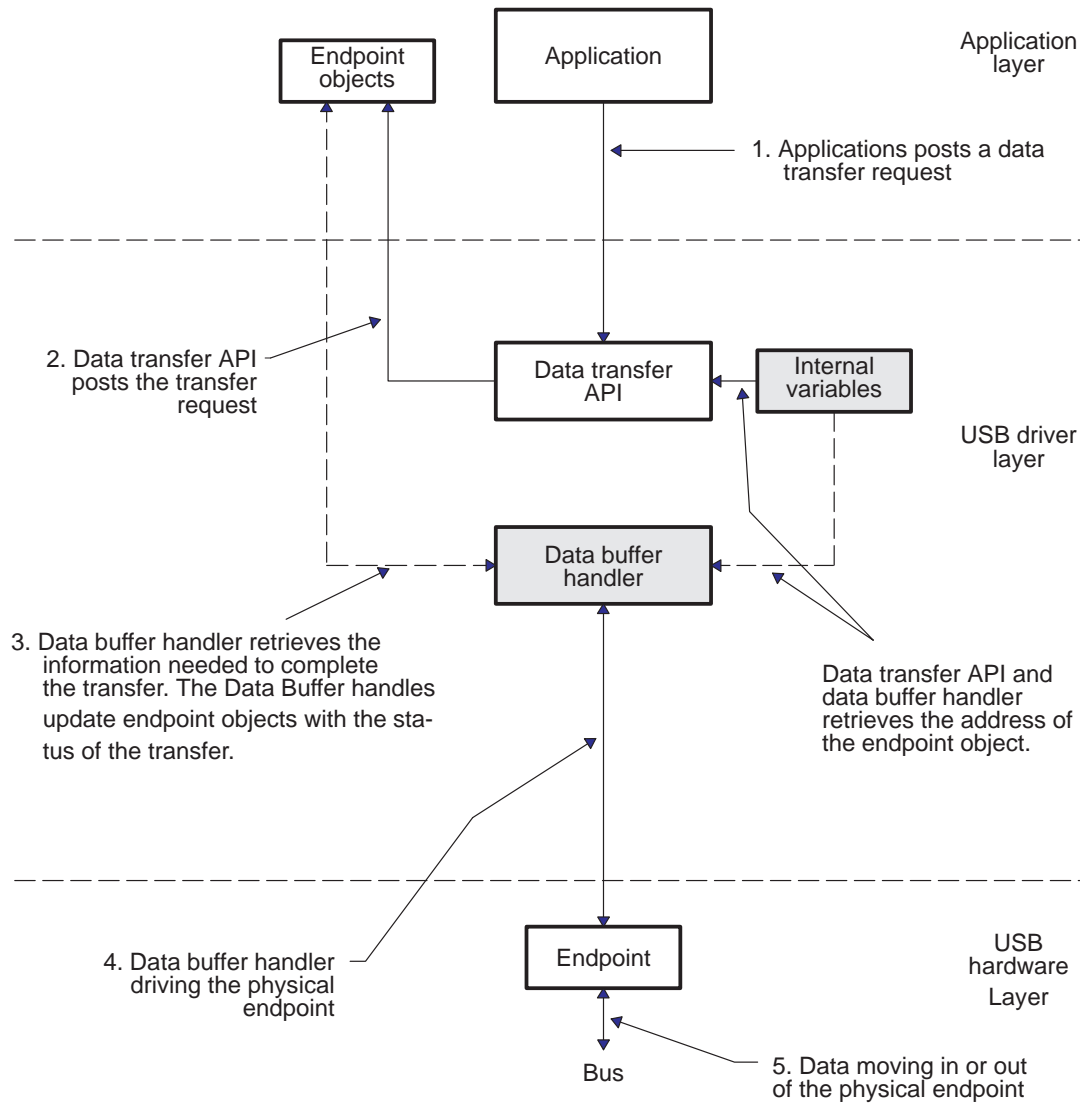 Endpoint
objects
Application
Application
layer
1. Applications posts a data
transfer request
2. Data transfer API
posts the transfer
request
Data transfer
API
Internal
variables
USB driver
layer
Data buffer
handler
3. Data buffer handler retrieves the
information needed to complete
the transfer. The Data Buffer handles
update endpoint objects with the sta-
tus of the transfer.
Data transfer API and
data buffer handler
retrieves the address of
the endpoint object.
4. Data buffer handler
driving the physical
endpoint
Endpoint
USB
hardware
Layer
Bus
5. Data moving in or out
of the physical endpoint